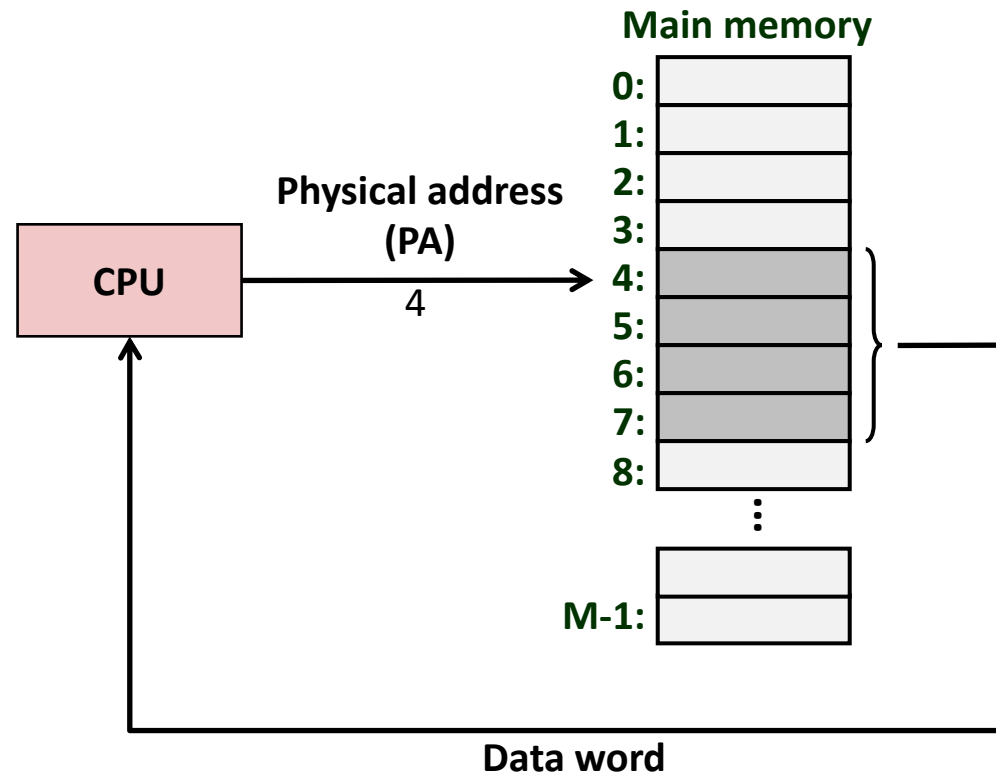 Main memory
0:
1:
2:
3:
4:
5:
6:
7:
8:
M-1:
Physical address
(PA)
4
CPU
Data word